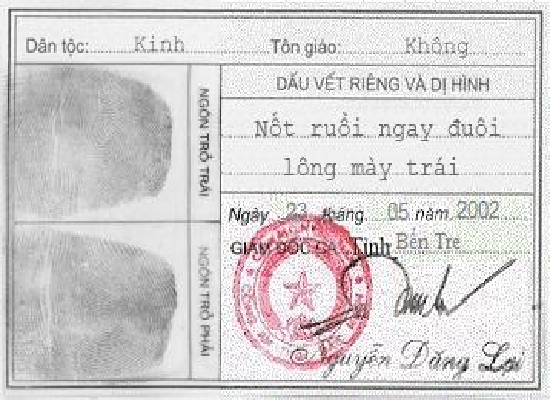 Dân tộc: Kinh Tôn giáo: Không
DẤU VẾT RIÊNG VÀ DỊ HÌNH
Nốt ruồi ngay đuôi
lông mày trái
NGÓN TRỎ TRÁI
Ngày 23 tháng 05 năm 2002
GIÁM ĐỐC CA Tỉnh Bến Tre
NGÓN TRỎ PHẢI
Nguyễn Đăng